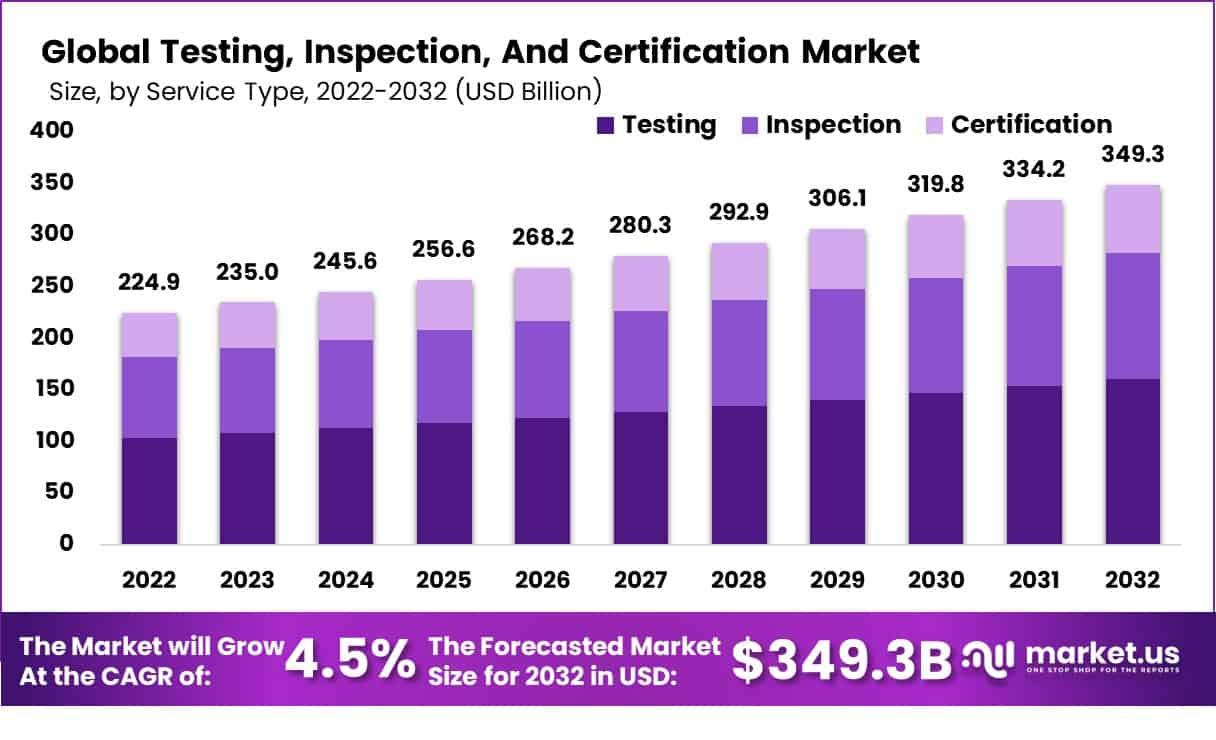 Global Testing, Inspection, And Certification Market
Size, by Service Type, 2022-2032 (USD Billion)
Testing Inspection Certification
400
350
300
250
200
150
100
50
0
224.9
235.0
245.6
256.6
268.2
280.3
292.9
306.1
319.8
334.2
349.3
2022 2023 2024 2025 2026 2027 2028 2029 2030 2031 2032
The Market will Grow
At the CAGR of:
4.5%
The Forecasted Market
Size for 2032 in USD:
$349.3B
market.us
ONE STOP SHOP FOR THE REPORTS